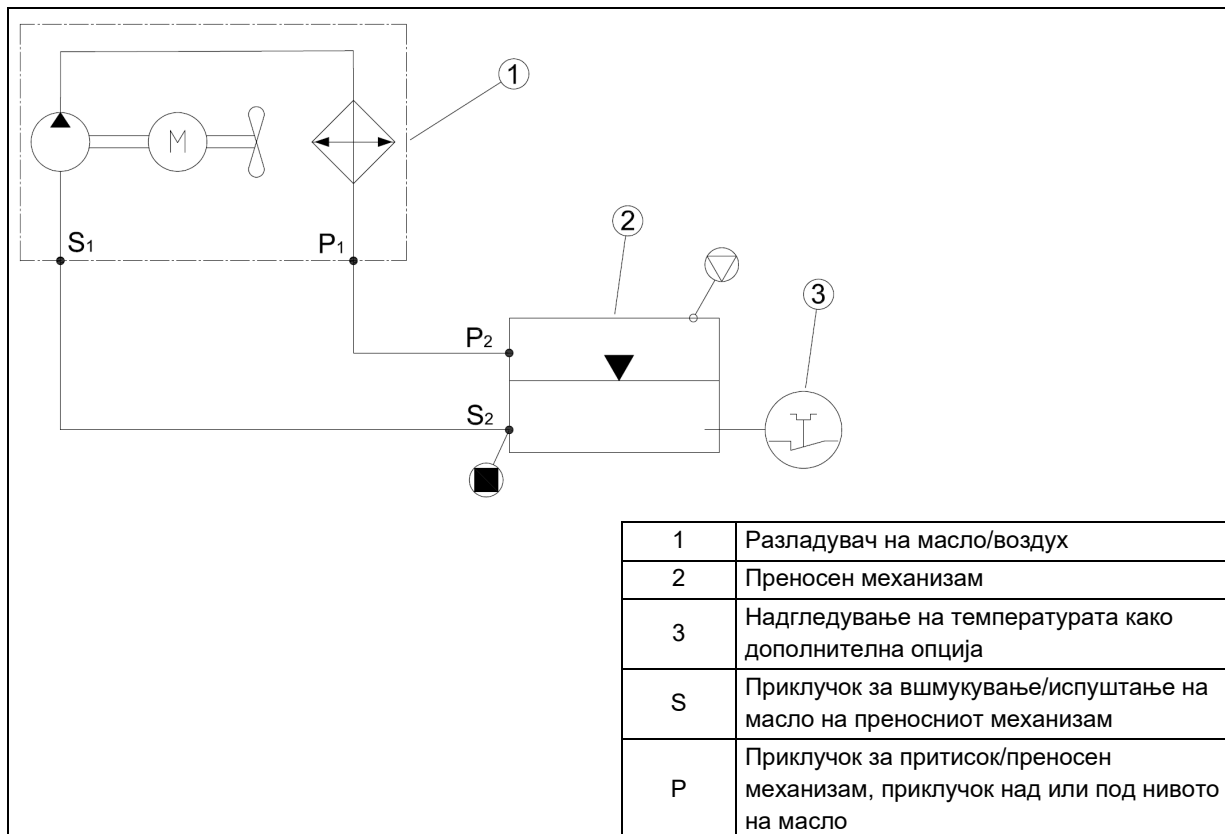 1
M
S1
P1
2
3
P2
S2
1 Разладувач на масло/воздух
2 Преносен механизам
3 Надгледување на температурата како
дополнителна опција
S Приклучок за вшмукување/испуштање на
масло на преносниот механизам
P Приклучок за притисок/преносен
механизам, приклучок над или под нивото
на масло